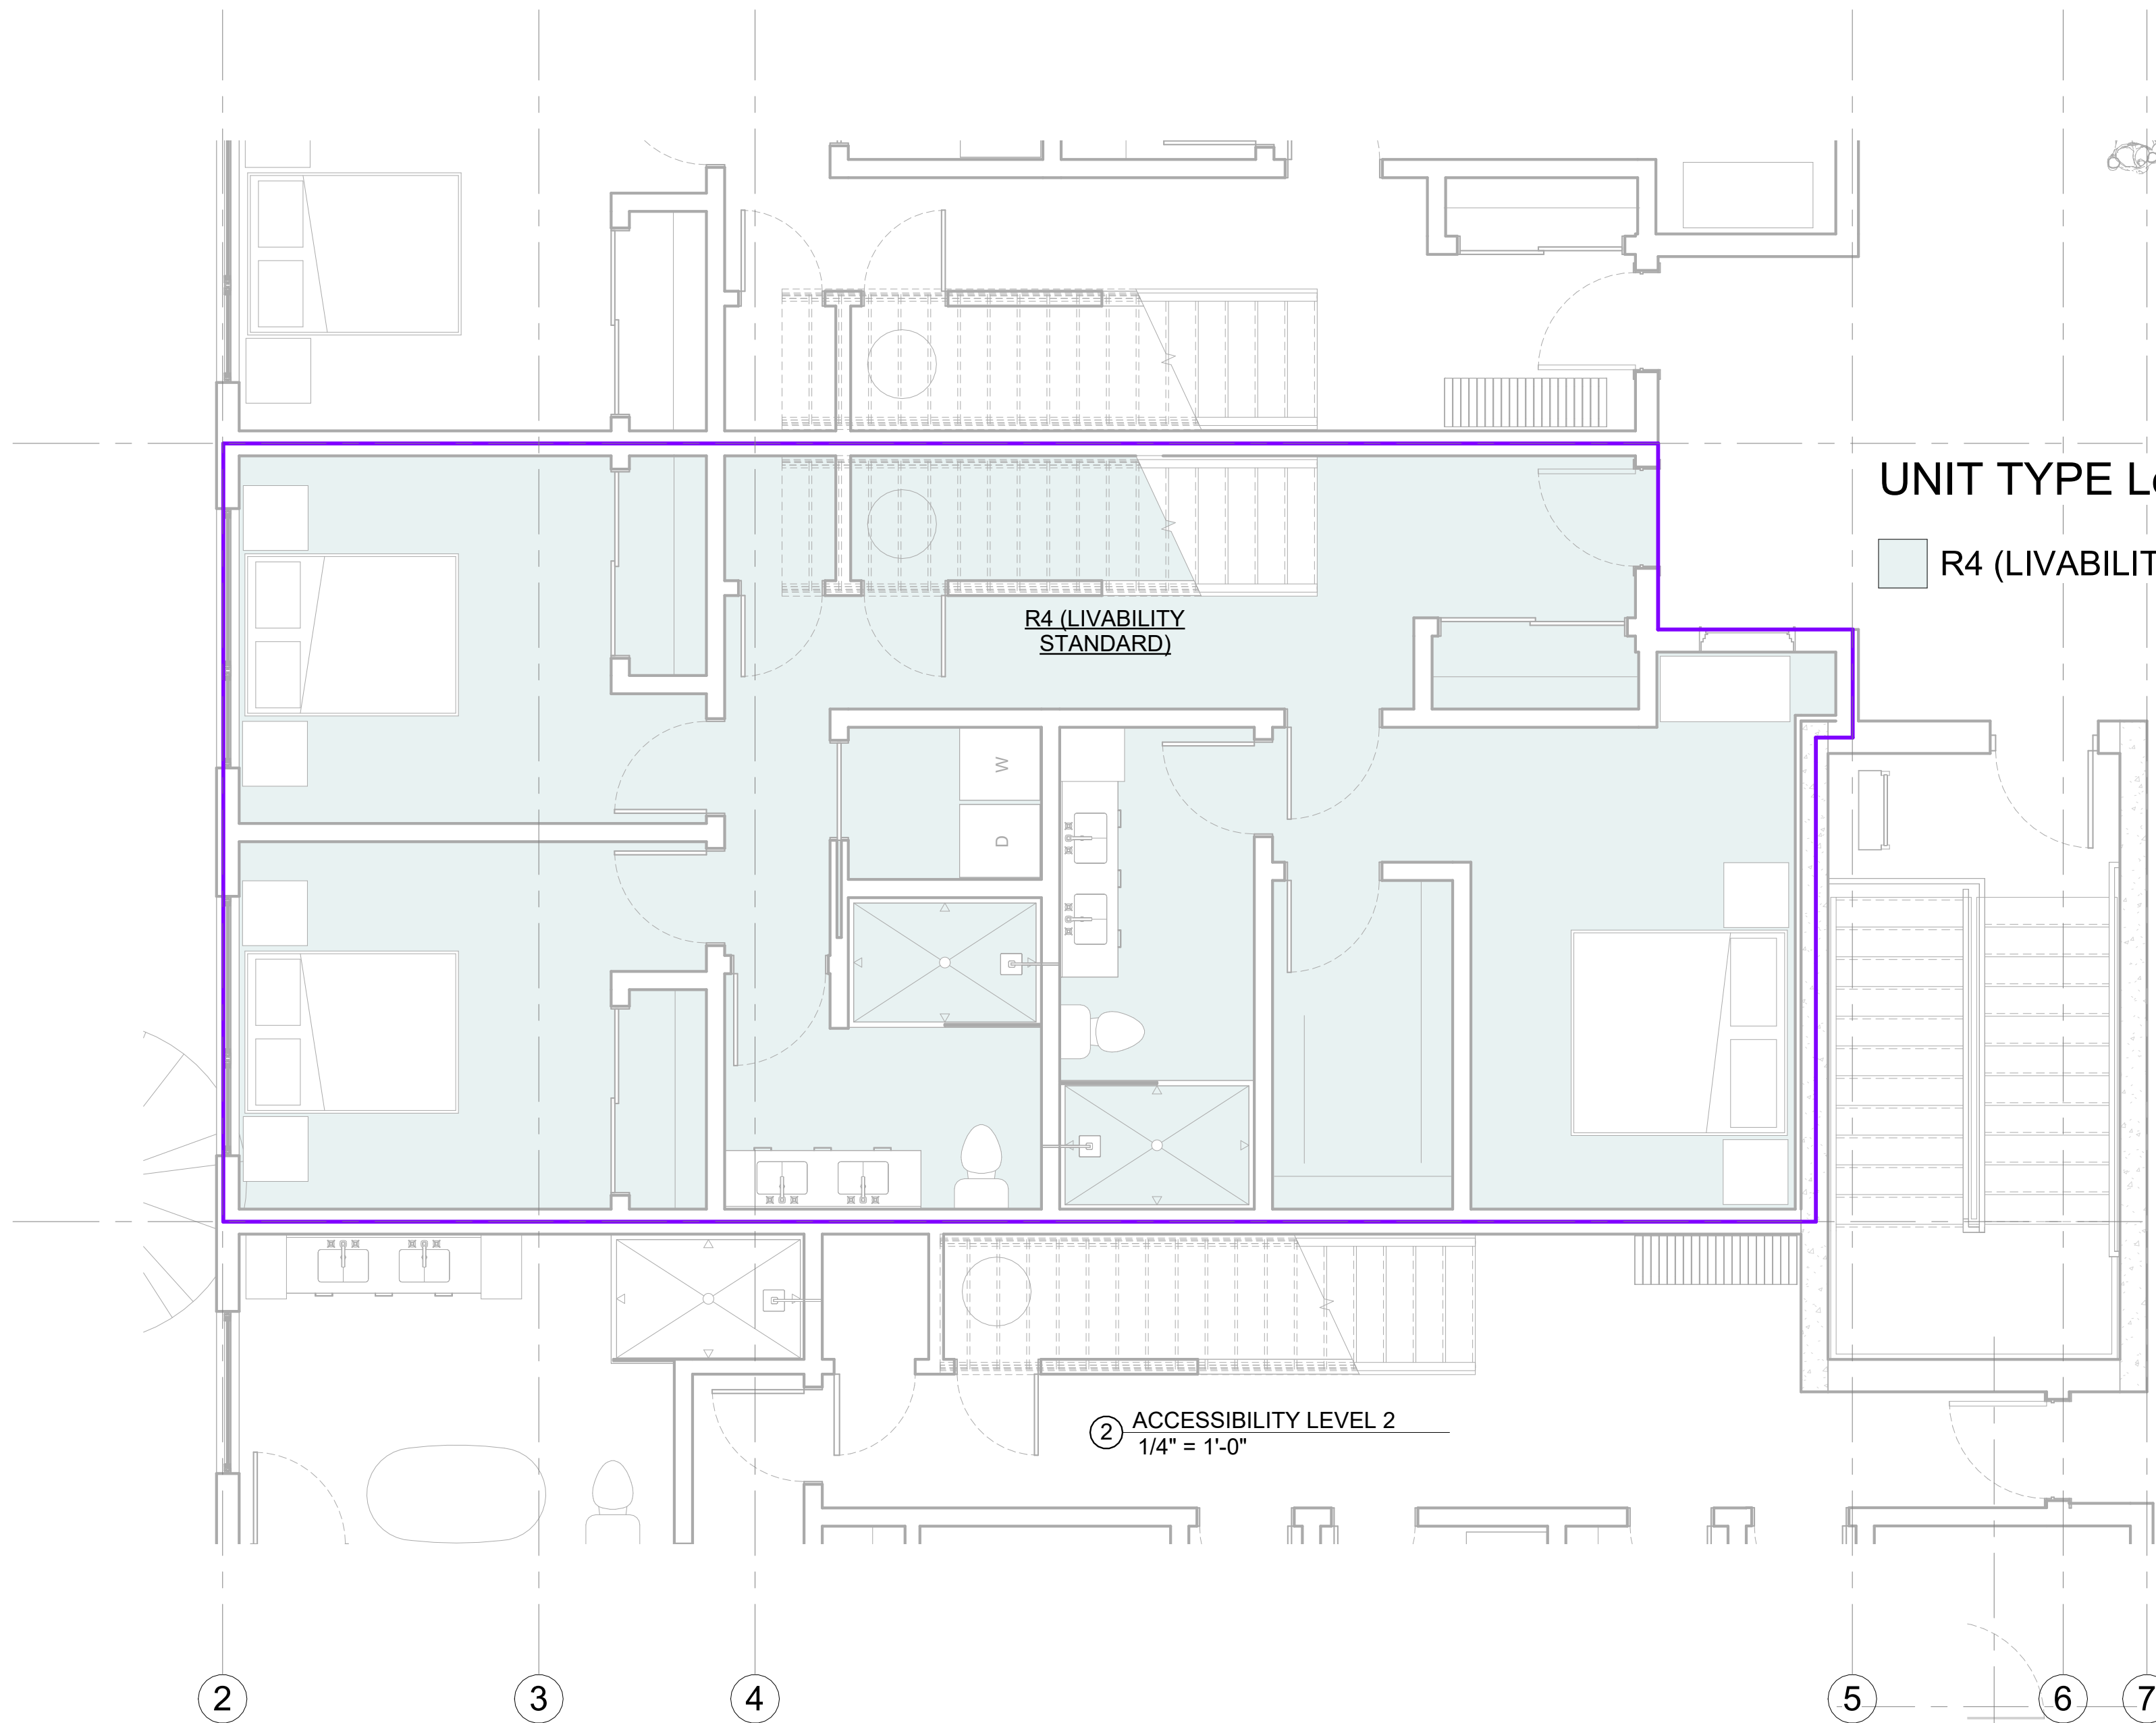 UNIT TYPE
R4
R4 (LIVABILITY
STANDARD)
W
D
2 ACCESSIBILITY LEVEL 2
1/4" = 1'-0"
2 3 4 5 6 7